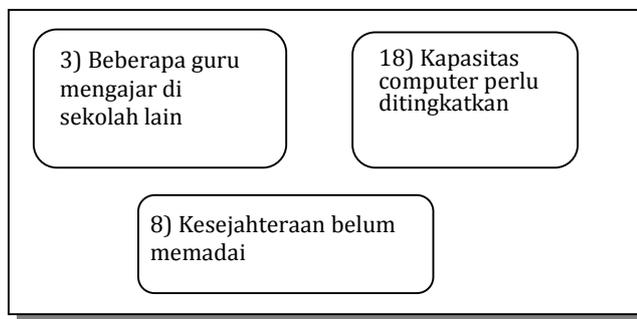 3) Beberapa guru
mengajar di
sekolah lain
18) Kapasitas
computer perlu
ditingkatkan
8) Kesejahteraan belum
memadai